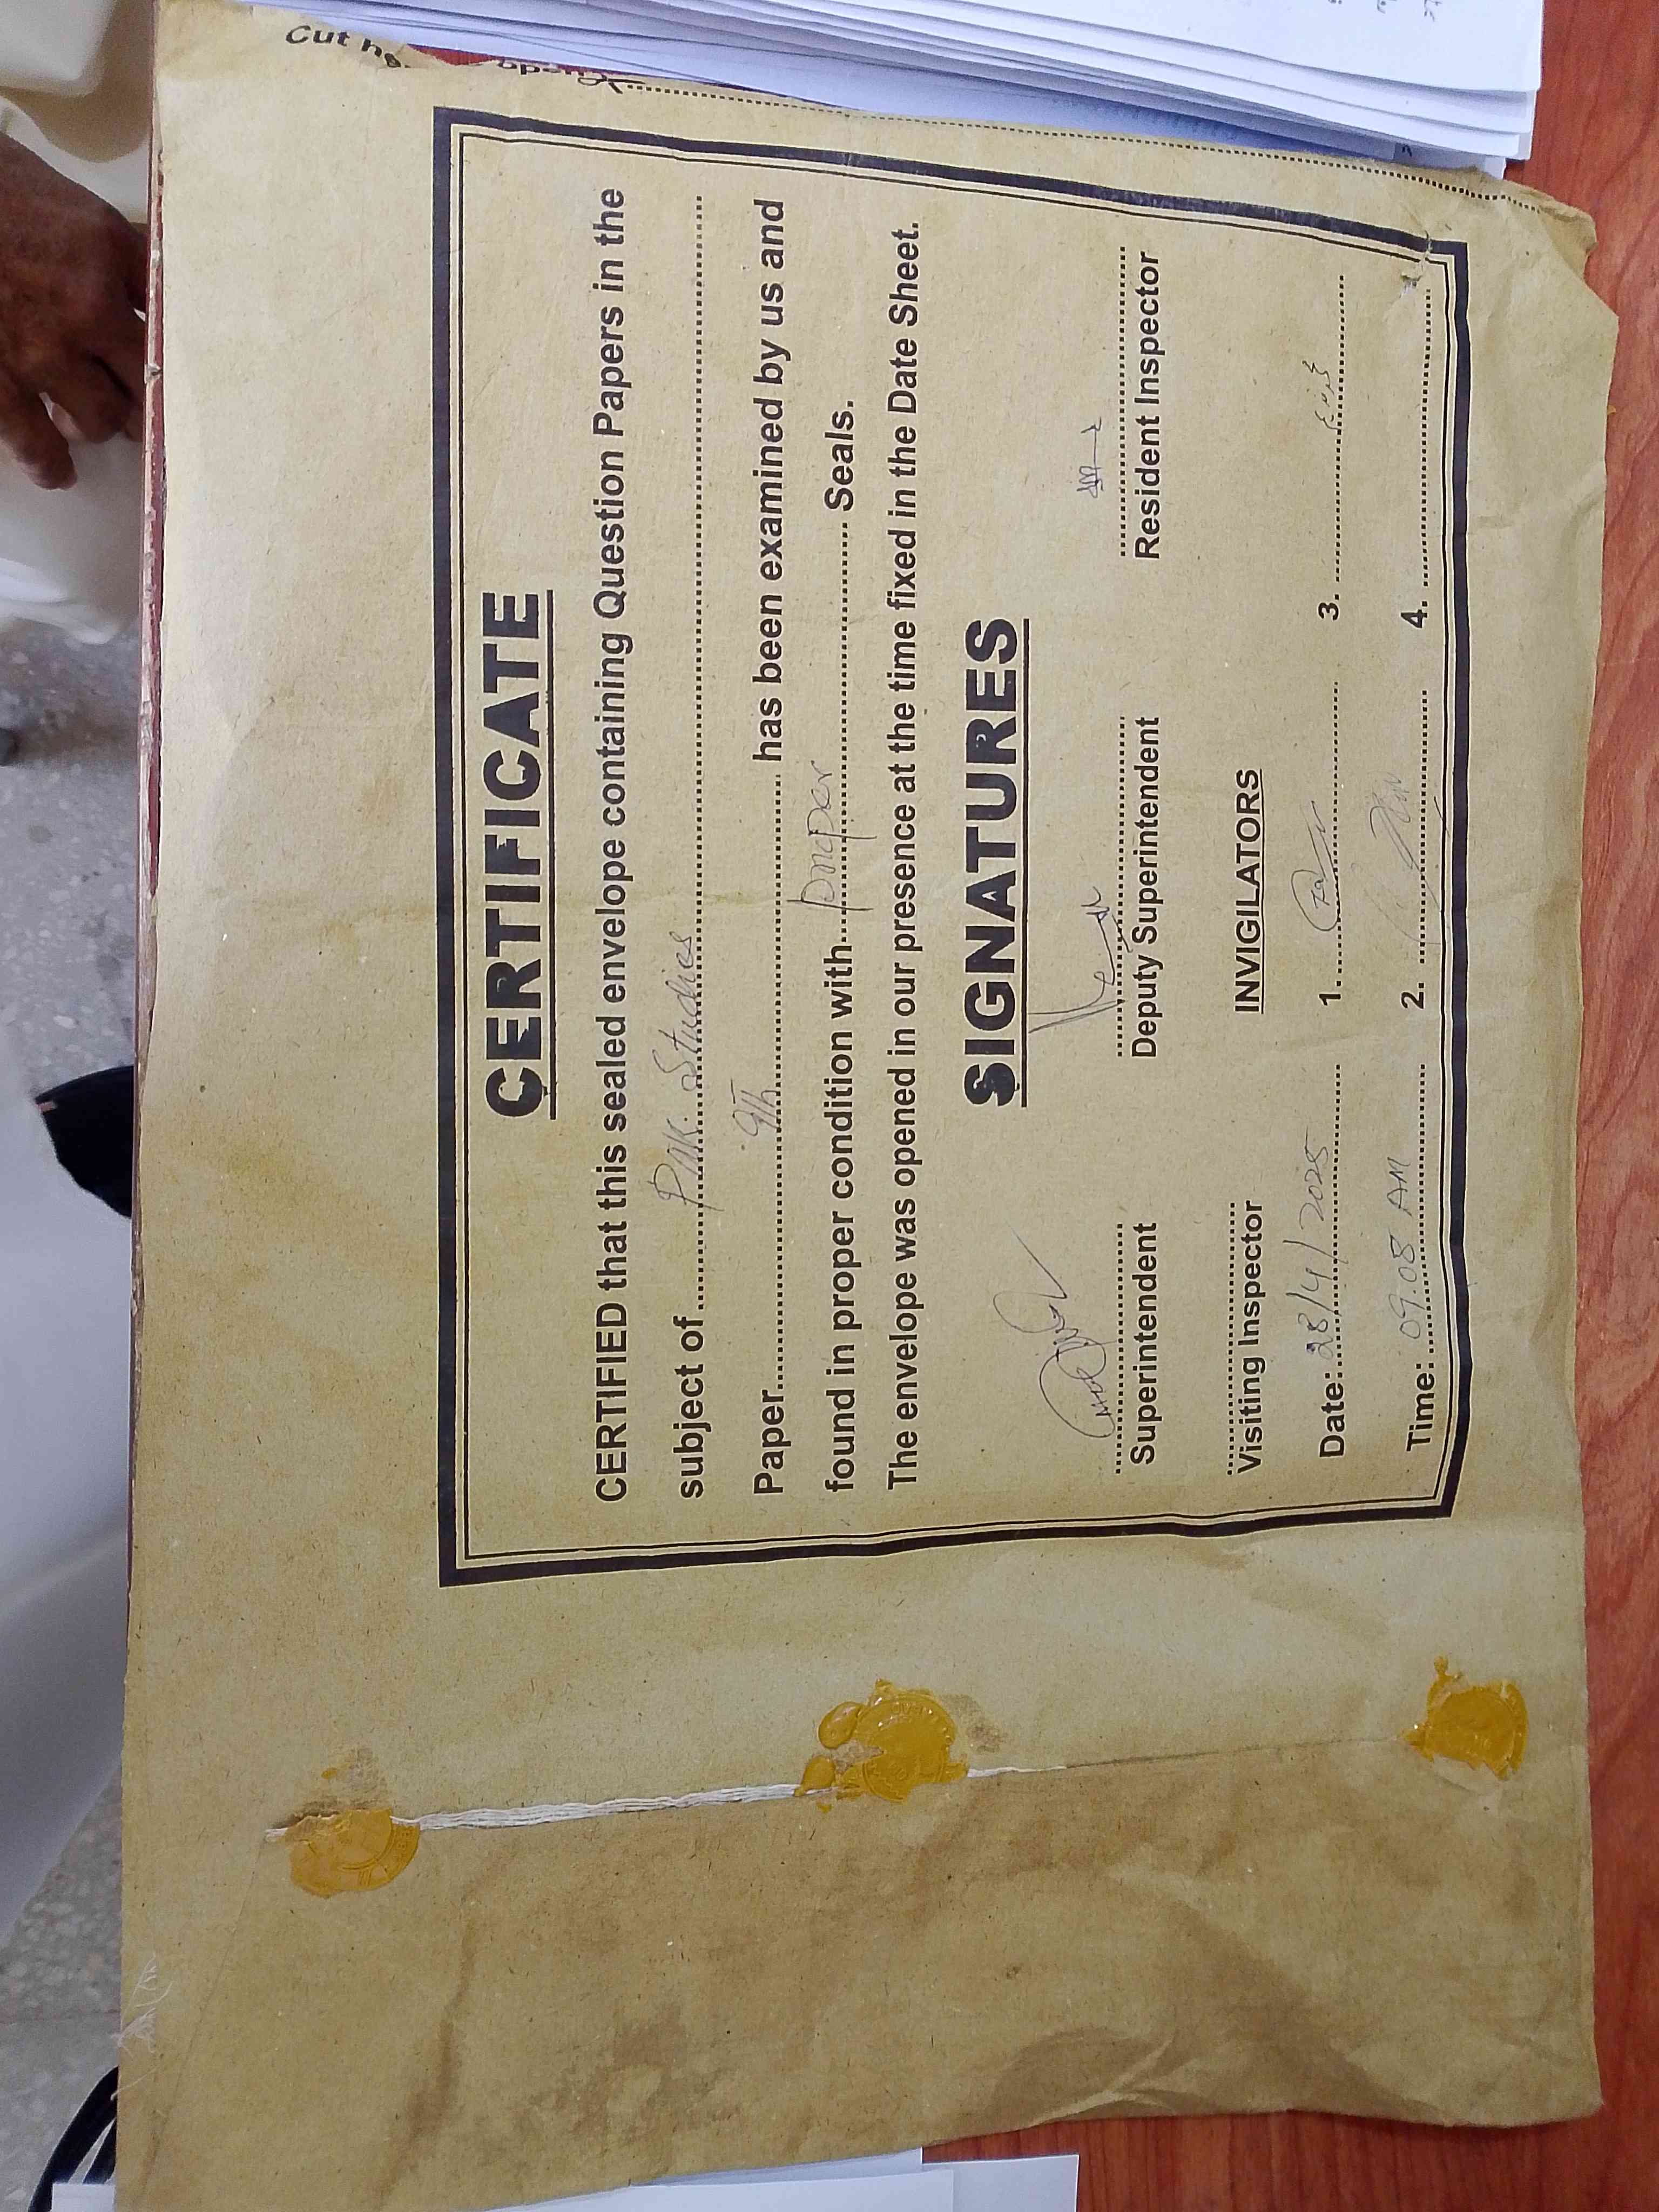 Cut he
open
CERTIFICATE
CERTIFIED that this sealed envelope containing Question Papers in the
subject of Pak. Studies
Paper 9th has been examined by us and
found in proper condition with proper Seals.
The envelope was opened in our presence at the time fixed in the Date Sheet.
SIGNATURES
Superintendent Deputy Superintendent Resident Inspector
Visiting Inspector INVIGILATORS
Date: 28/4/2025 1. 3.
Time: 09.08 AM 2. 4.